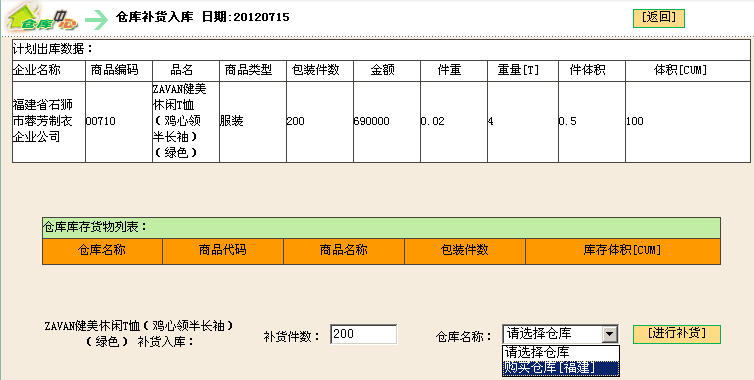 仓库中心 仓库补货入库 日期:20120715 [返回]
计划出库数据：
企业名称 商品编码 品名 商品类型 包装件数 金额 件重 重量[T] 件体积 体积[CUM]
福建省石狮
市蓉芳制衣
企业公司
00710
ZAVAN健美
休闲T恤
（鸡心领
半长袖）
（绿色）
服装 200 690000 0.02 4 0.5 100
仓库库存货物列表：
仓库名称 商品代码 商品名称 包装件数 库存体积[CUM]
ZAVAN健美休闲T恤（鸡心领半长袖）
（绿色） 补货入库：
补货件数： 200 仓库名称： 请选择仓库 [进行补货]
请选择仓库
购买仓库[福建]